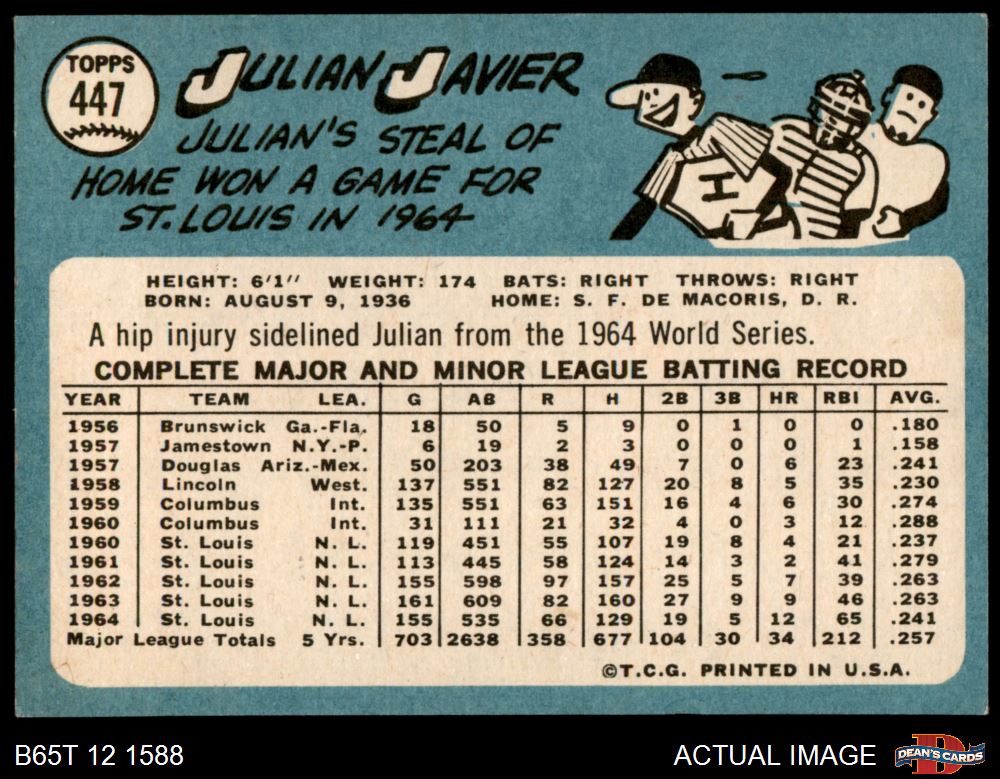 TOPPS
447
JULIAN JAVIER
JULIAN'S STEAL OF
HOME WON A GAME FOR
ST. LOUIS IN 1964
H
HEIGHT: 6'1" WEIGHT: 174 BATS: RIGHT THROWS: RIGHT
BORN: AUGUST 9, 1936 HOME: S. F. DE MACORIS, D. R.
A hip injury sidelined Julian from the 1964 World Series.
COMPLETE MAJOR AND MINOR LEAGUE BATTING RECORD
YEAR TEAM LEA. G AB R H 2B 3B HR RBI AVG.
1956 Brunswick Ga.-Fla. 18 50 5 9 0 1 0 0 .180
1957 Jamestown N.Y.-P. 6 19 2 3 0 0 0 1 .158
1957 Douglas Ariz.-Mex. 50 203 38 49 7 0 6 23 .241
1958 Lincoln West. 137 551 82 127 20 8 5 35 .230
1959 Columbus Int. 135 551 63 151 16 4 6 30 .274
1960 Columbus Int. 31 111 21 32 4 0 3 12 .288
1960 St. Louis N. L. 119 451 55 107 19 8 4 21 .237
1961 St. Louis N. L. 113 445 58 124 14 3 2 41 .279
1962 St. Louis N. L. 155 598 97 157 25 5 7 39 .263
1963 St. Louis N. L. 161 609 82 160 27 9 9 46 .263
1964 St. Louis N. L. 155 535 66 129 19 5 12 65 .241
Major League Totals 5 Yrs. 703 2638 358 677 104 30 34 212 .257
©T.C.G. PRINTED IN U.S.A.
B65T 12 1588 ACTUAL IMAGE D DEAN'S CARDS